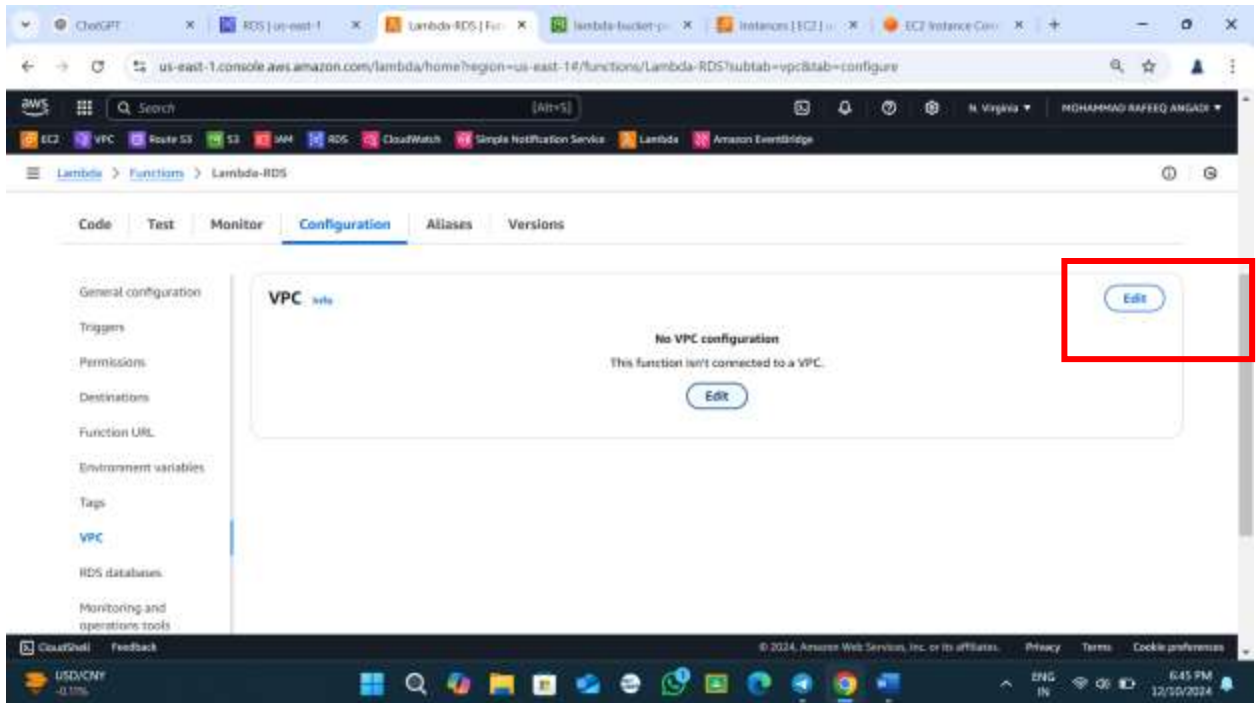 ChatGPT
RDS | us-east-1
Lambda-RDS | Fun
lambda-bucket-p
Instances | EC2 | u
EC2 Instance Con
us-east-1.console.aws.amazon.com/lambda/home?region=us-east-1#/functions/Lambda-RDS?subtab=vpc&tab=configure
aws
Search
[Alt+S]
N. Virginia
MOHAMMAD RAFEEQ ANGADI
EC2 VPC Route 53 S3 IAM RDS CloudWatch Simple Notification Service Lambda Amazon EventBridge
Lambda > Functions > Lambda-RDS
Code Test Monitor Configuration Aliases Versions
General configuration
Triggers
Permissions
Destinations
Function URL
Environment variables
Tags
VPC
RDS databases
Monitoring and
operations tools
VPC Info
Edit
No VPC configuration
This function isn't connected to a VPC.
Edit
CloudShell Feedback
© 2024, Amazon Web Services, Inc. or its affiliates. Privacy Terms Cookie preferences
USD/CNY
ENG
IN
6:45 PM
12/10/2024